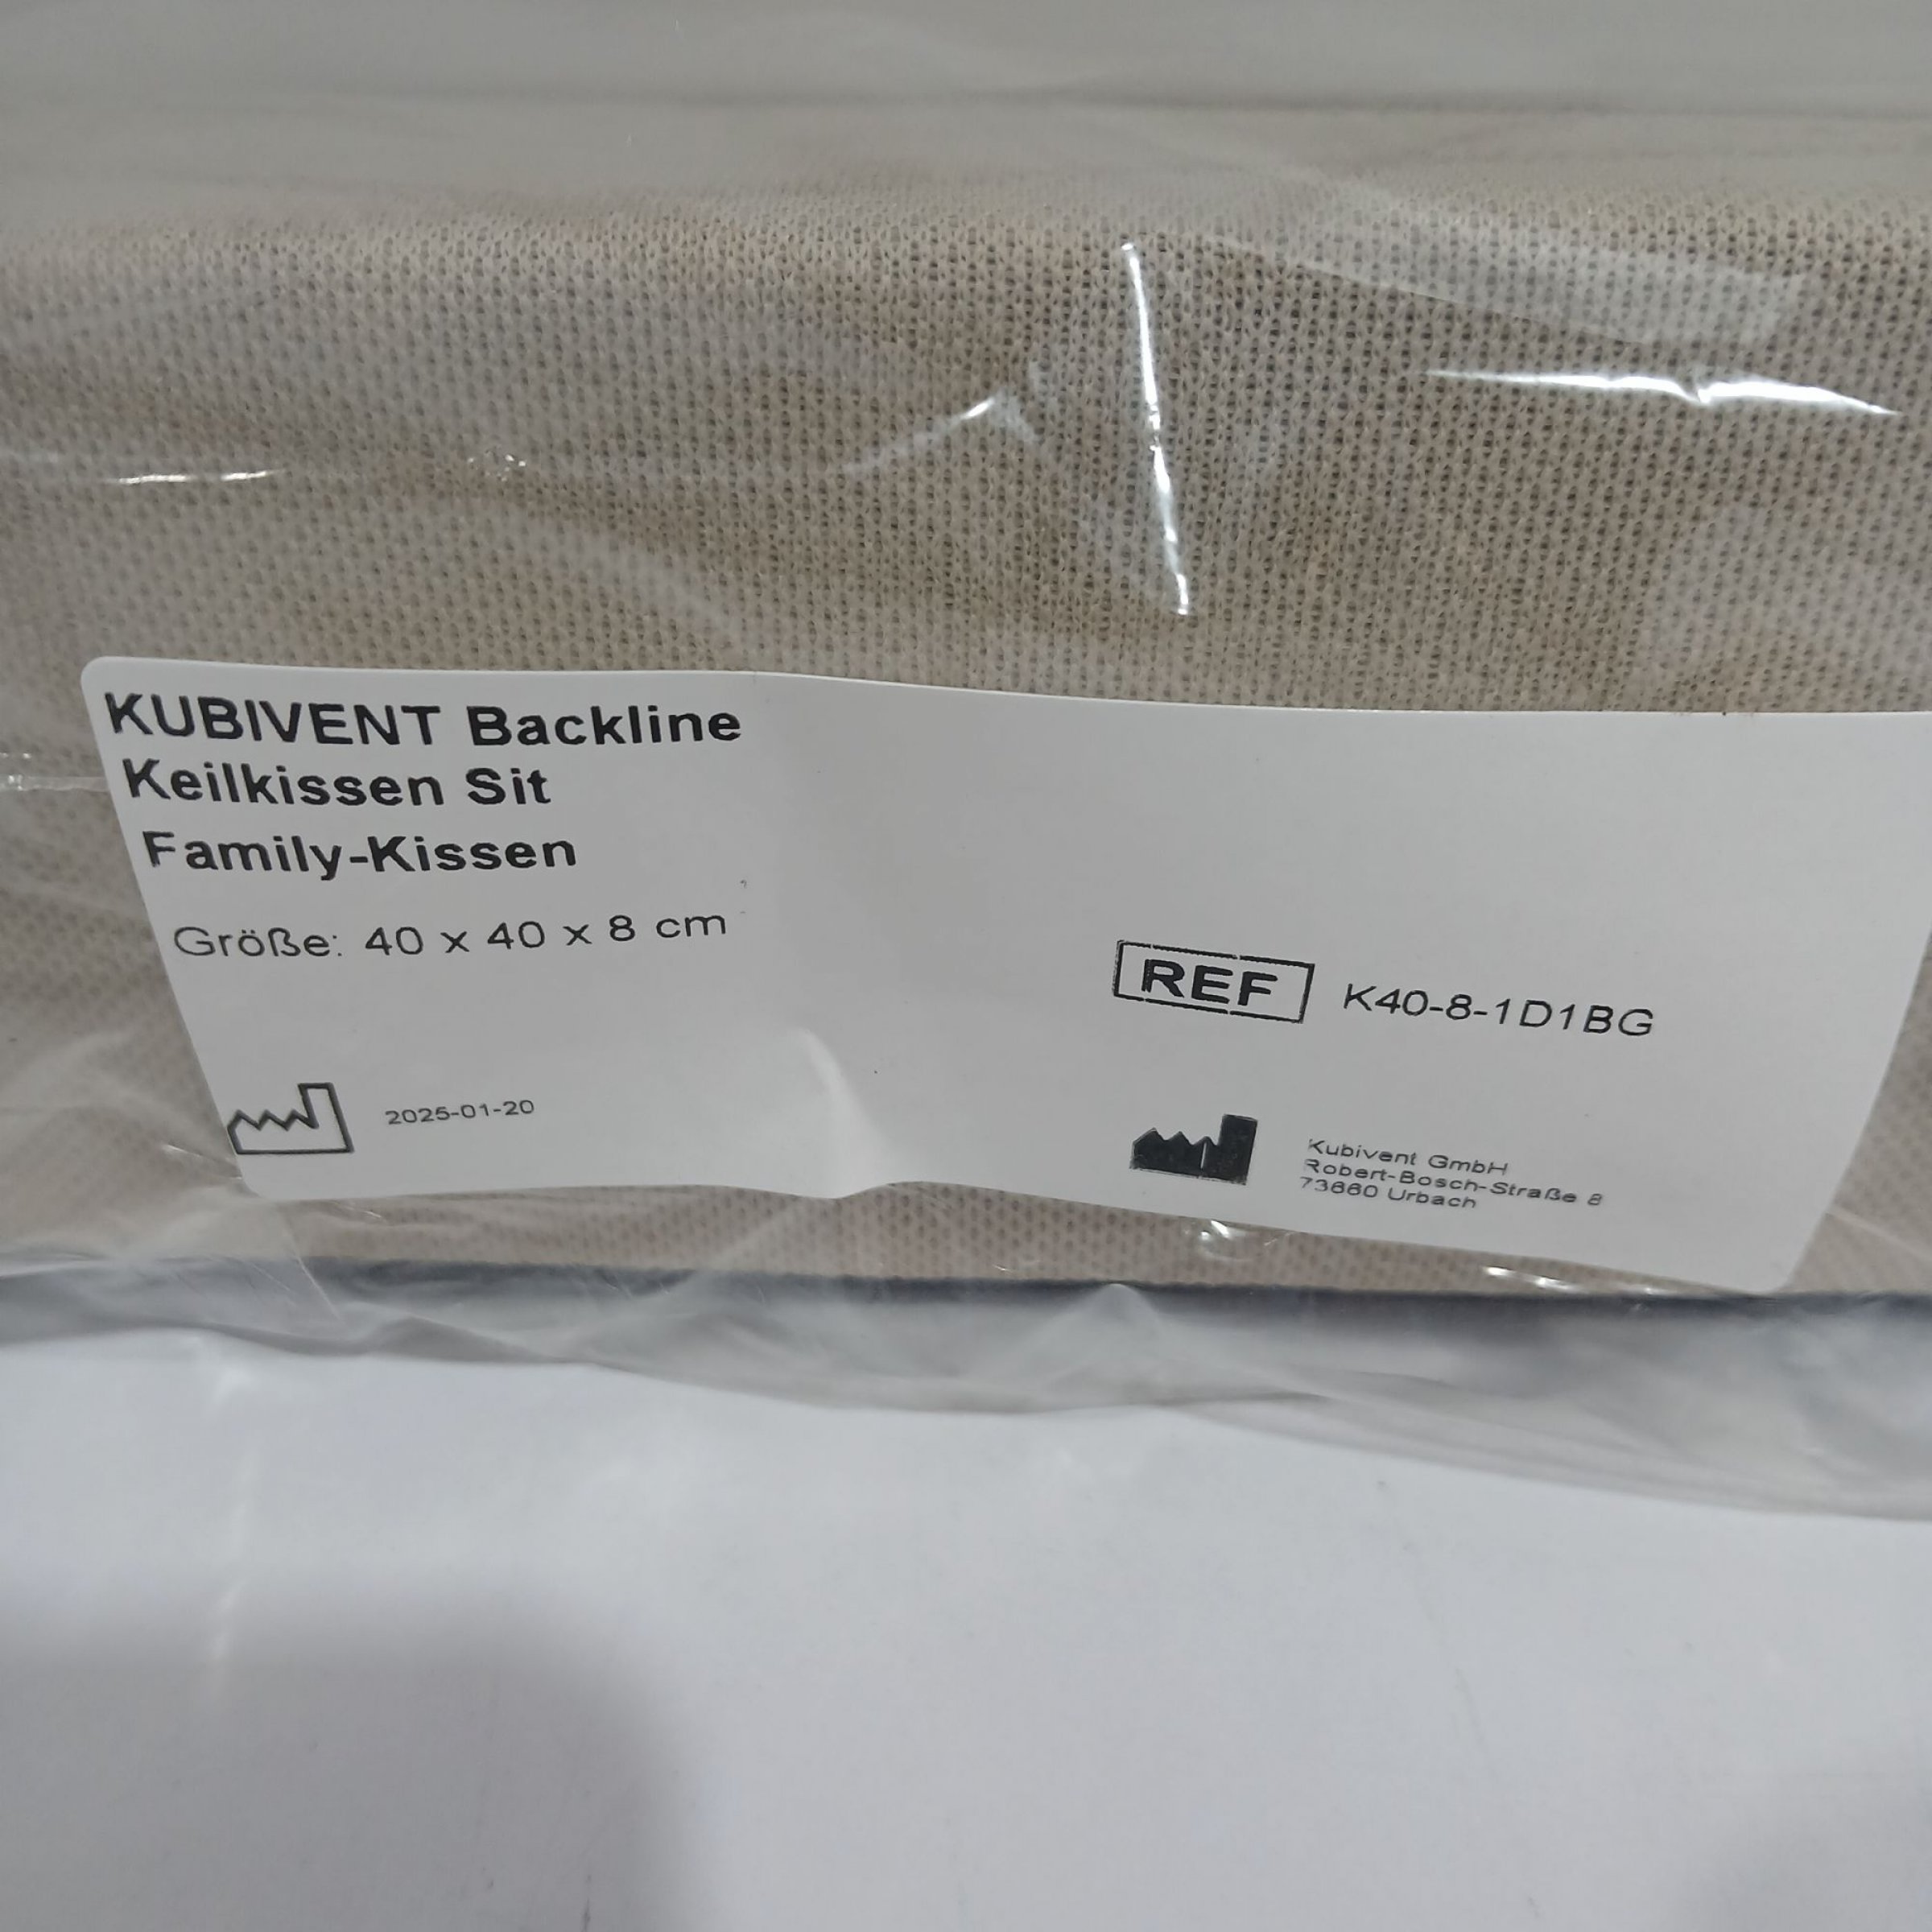 KUBIVENT Backline
Keilkissen Sit
Family-Kissen
Größe: 40 x 40 x 8 cm
REF K40-8-1D1BG
2025-01-20
Kubivent GmbH
Robert-Bosch-Straße 8
73660 Urbach